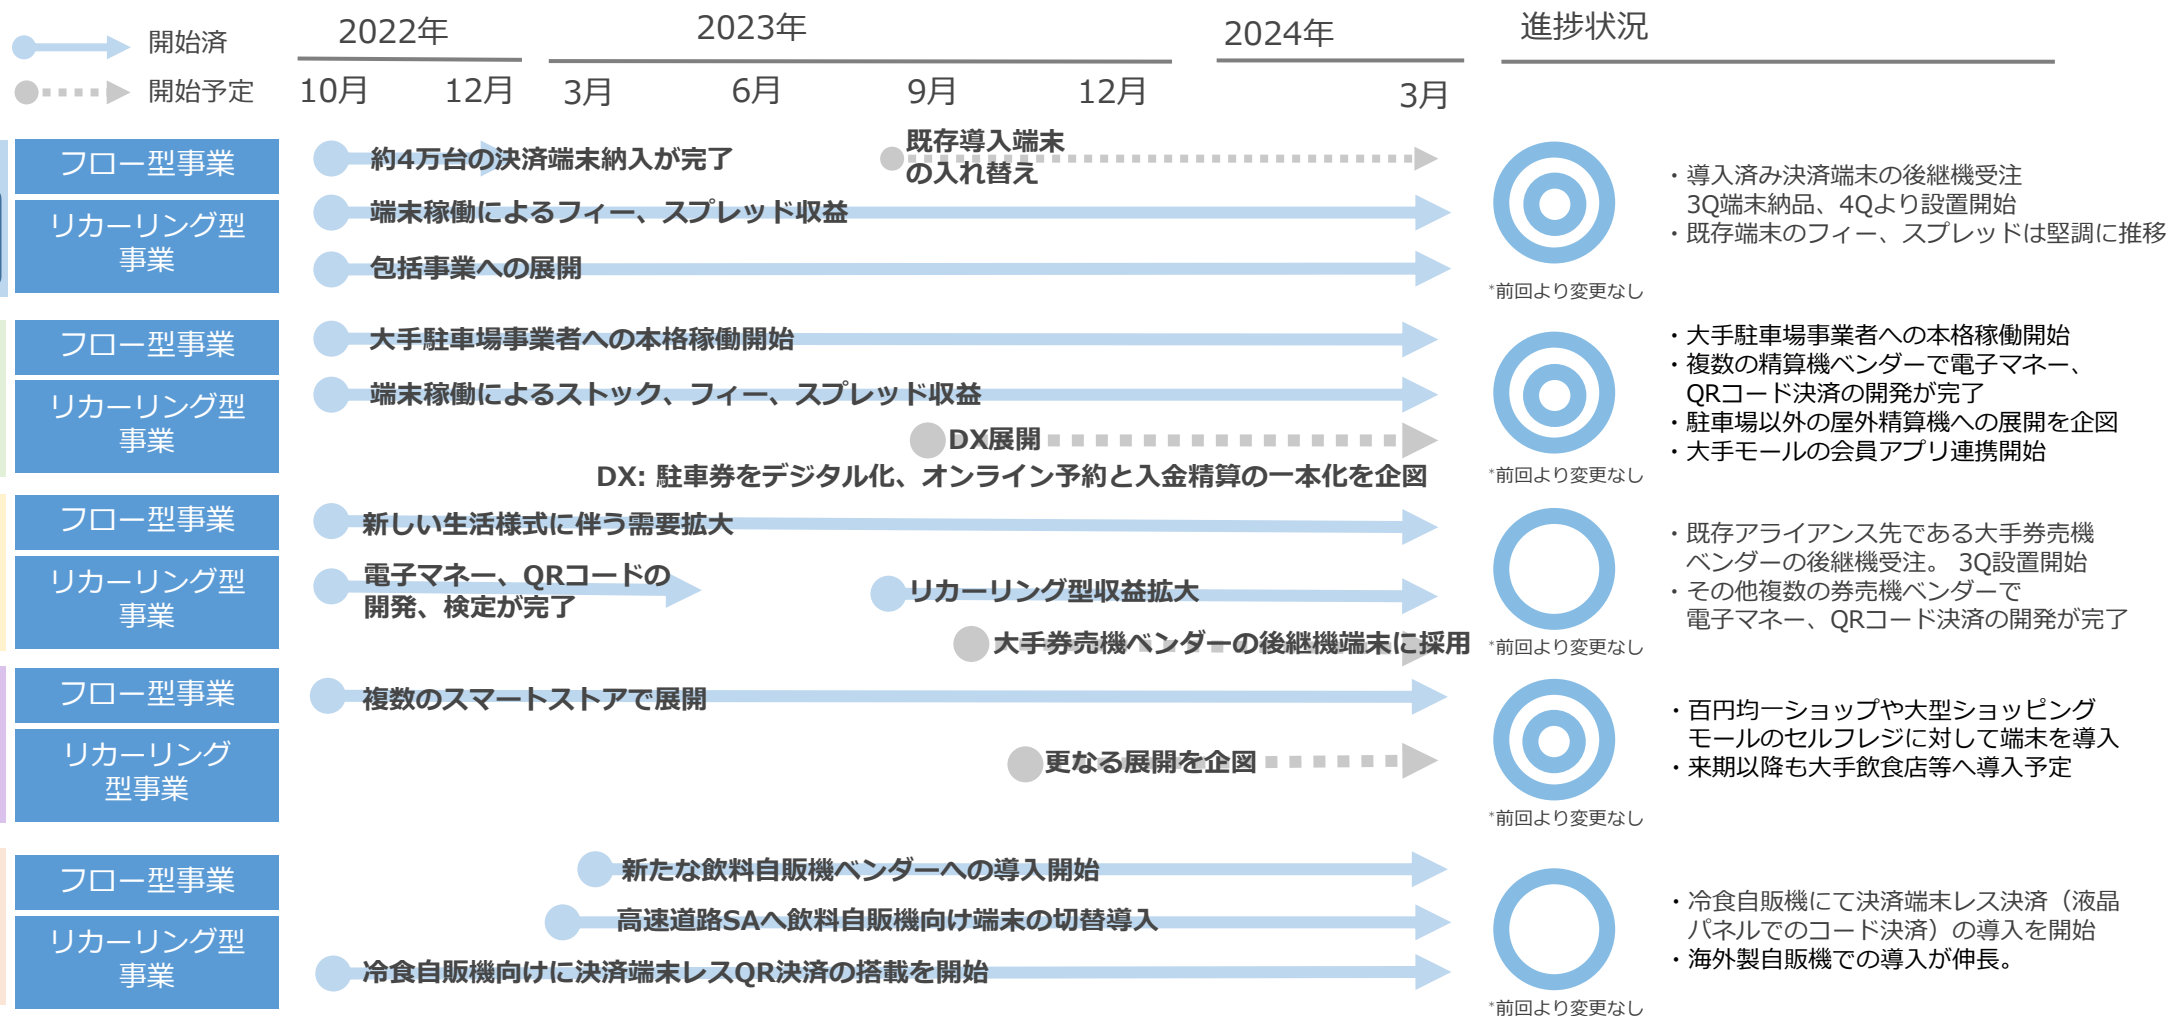 開始済
開始予定
2022年
2023年
2024年
進捗状況
10月
12月
3月
6月
9月
12月
3月
フロー型事業
リカーリング型
事業
約4万台の決済端末納入が完了
既存導入端末
の入れ替え
端末稼働によるフィー、スプレッド収益
包括事業への展開
*前回より変更なし
・導入済み決済端末の後継機受注
3Q端末納品、4Qより設置開始
・既存端末のフィー、スプレッドは堅調に推移
フロー型事業
リカーリング型
事業
大手駐車場事業者への本格稼働開始
端末稼働によるストック、フィー、スプレッド収益
DX展開
DX: 駐車券をデジタル化、オンライン予約と入金精算の一本化を企図
*前回より変更なし
・大手駐車場事業者への本格稼働開始
・複数の精算機ベンダーで電子マネー、
QRコード決済の開発が完了
・駐車場以外の屋外精算機への展開を企図
・大手モールの会員アプリ連携開始
フロー型事業
リカーリング型
事業
新しい生活様式に伴う需要拡大
電子マネー、QRコードの
開発、検定が完了
リカーリング型収益拡大
大手券売機ベンダーの後継機端末に採用
*前回より変更なし
・既存アライアンス先である大手券売機
ベンダーの後継機受注。 3Q設置開始
・その他複数の券売機ベンダーで
電子マネー、QRコード決済の開発が完了
フロー型事業
リカーリング
型事業
複数のスマートストアで展開
更なる展開を企図
*前回より変更なし
・百円均一ショップや大型ショッピング
モールのセルフレジに対して端末を導入
・来期以降も大手飲食店等へ導入予定
フロー型事業
リカーリング型
事業
新たな飲料自販機ベンダーへの導入開始
高速道路SAへ飲料自販機向け端末の切替導入
冷食自販機向けに決済端末レスQR決済の搭載を開始
*前回より変更なし
・冷食自販機にて決済端末レス決済（液晶
パネルでのコード決済）の導入を開始
・海外製自販機での導入が伸長。